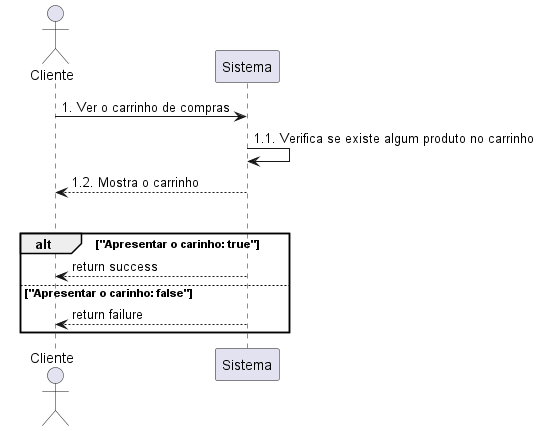 Cliente
Sistema
1. Ver o carrinho de compras
1.1. Verifica se existe algum produto no carrinho
1.2. Mostra o carrinho
alt ["Apresentar o carinho: true"]
return success
["Apresentar o carinho: false"]
return failure
Cliente
Sistema